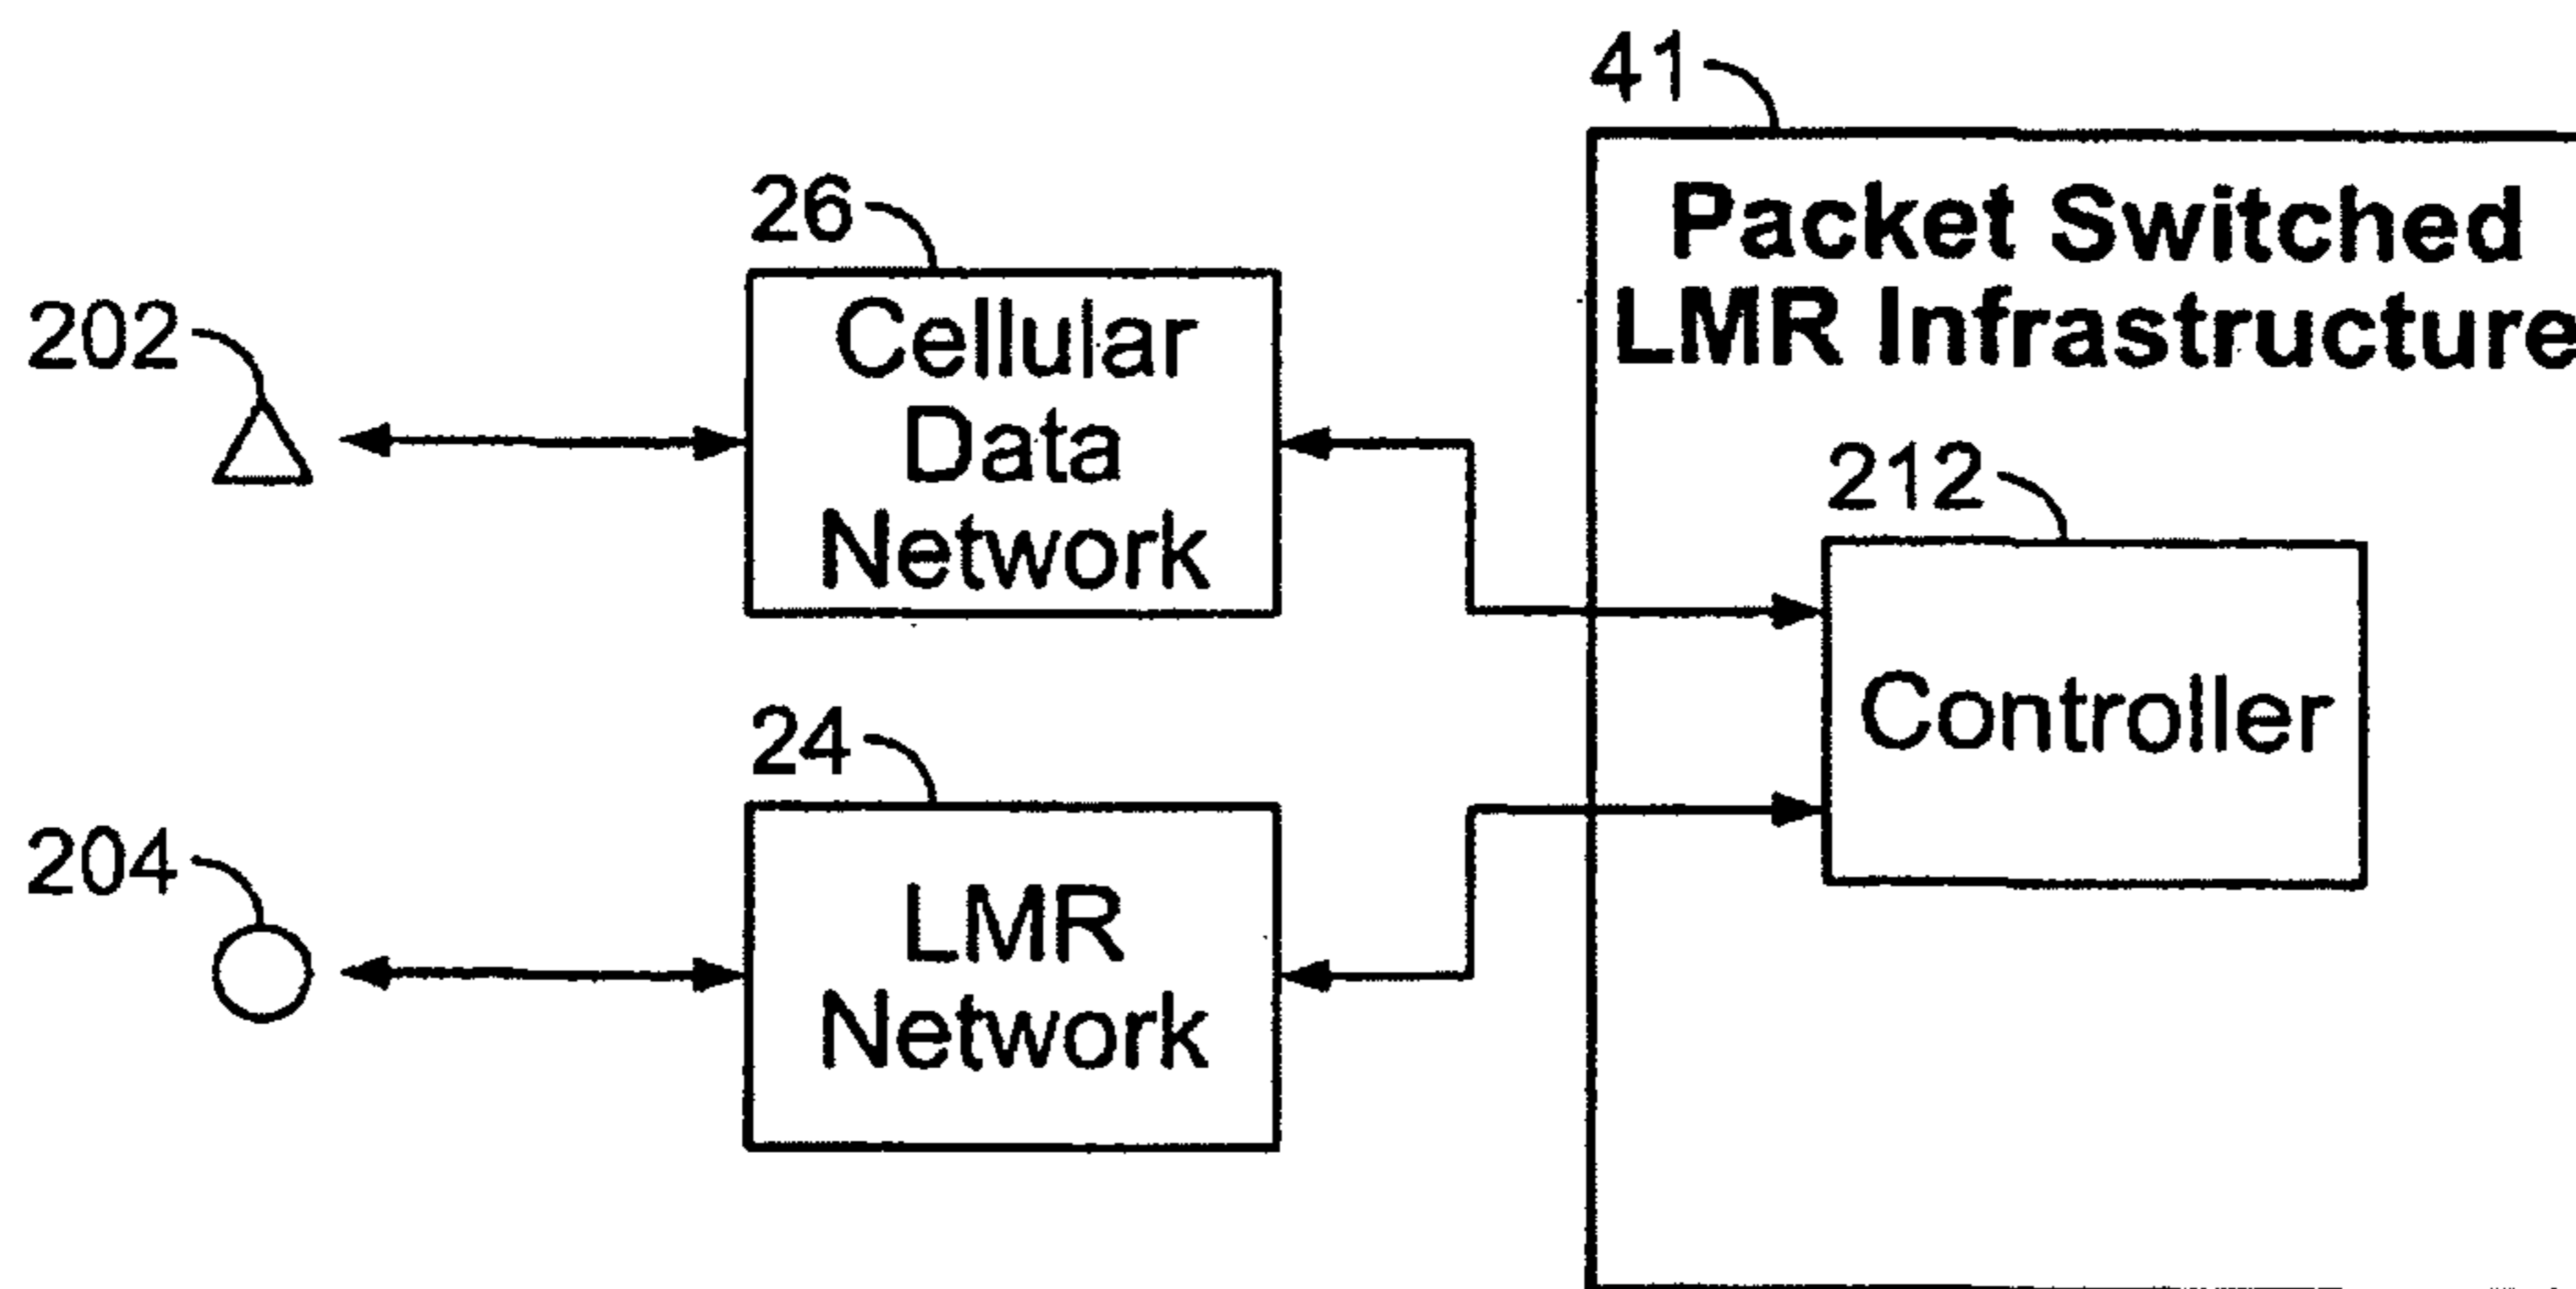 41
Packet Switched
LMR Infrastructure
26
Cellular
Data
Network
202
212
Controller
24
LMR
Network
204